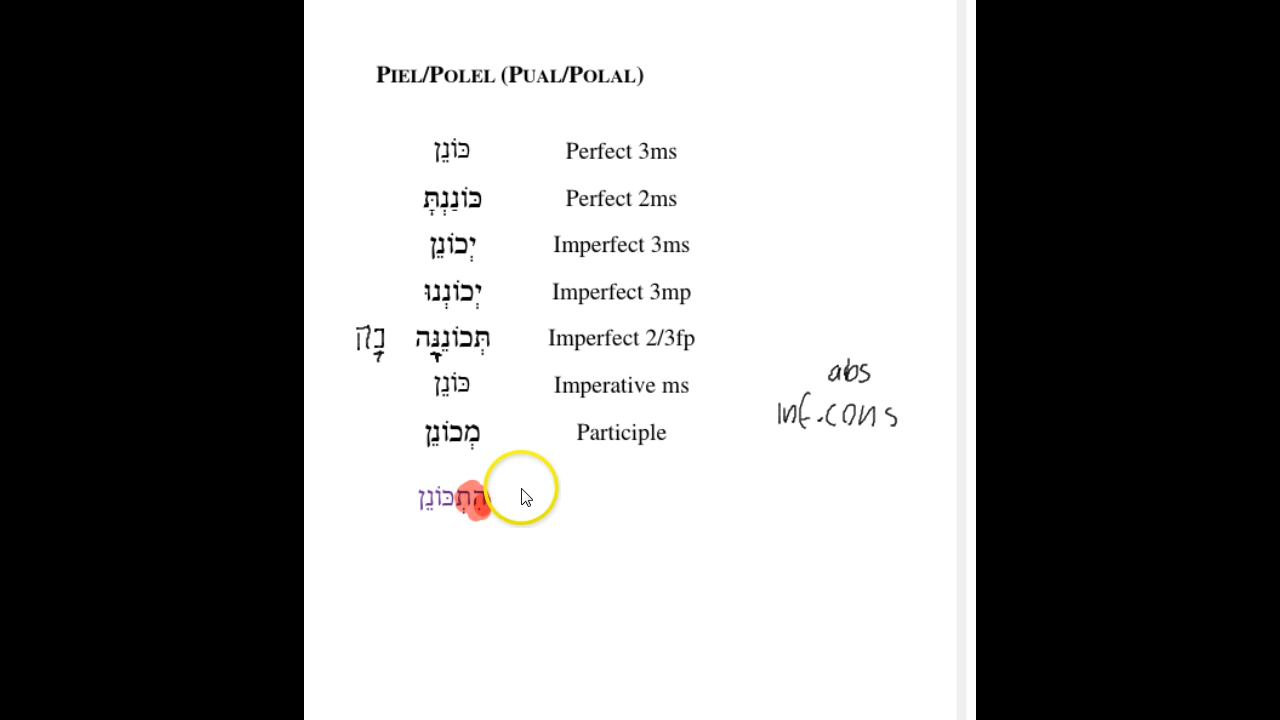 PIEL/POLEL (PUAL/POLAL)
כּוֹנֵן Perfect 3ms
כּוֹנַנְתָּ Perfect 2ms
יְכוֹנֵן Imperfect 3ms
יְכוֹנְנוּ Imperfect 3mp
נָה תְּכוֹנֵנָּה Imperfect 2/3fp
כּוֹנֵן Imperative ms
abs
inf.cons
מְכוֹנֵן Participle
הִתְכּוֹנֵן